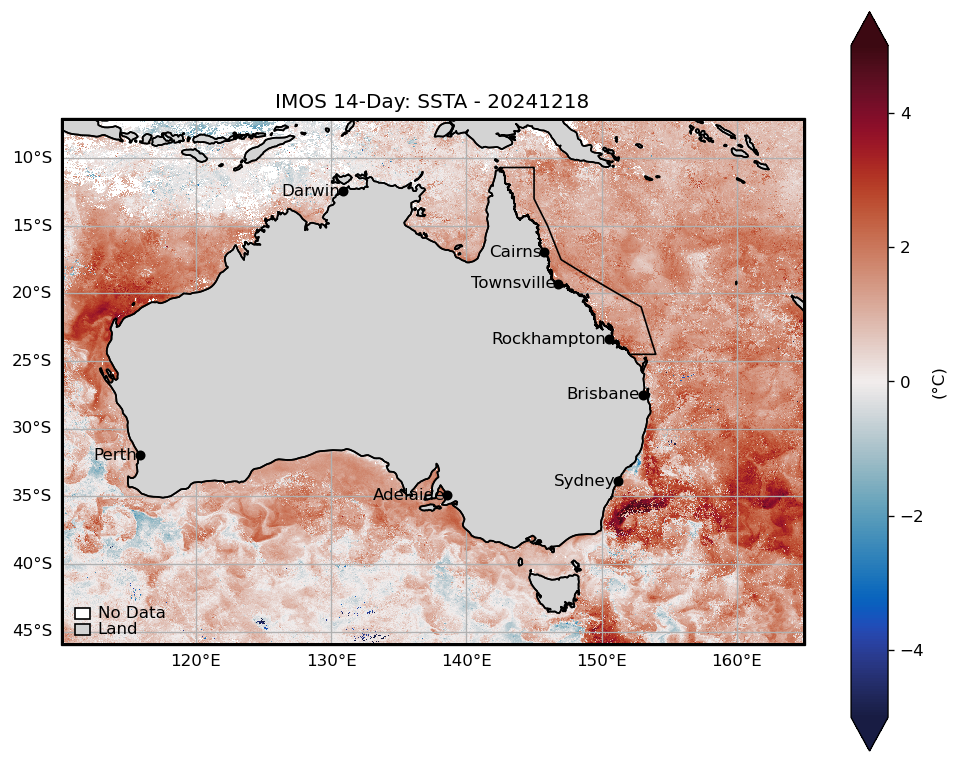 IMOS 14-Day: SSTA - 20241218
10°S
15°S
20°S
25°S
30°S
35°S
40°S
45°S
120°E
130°E
140°E
150°E
160°E
Darwin
Cairns
Townsville
Rockhampton
Brisbane
Perth
Sydney
Adelaide
No Data
Land
4
2
0
−2
−4
(°C)